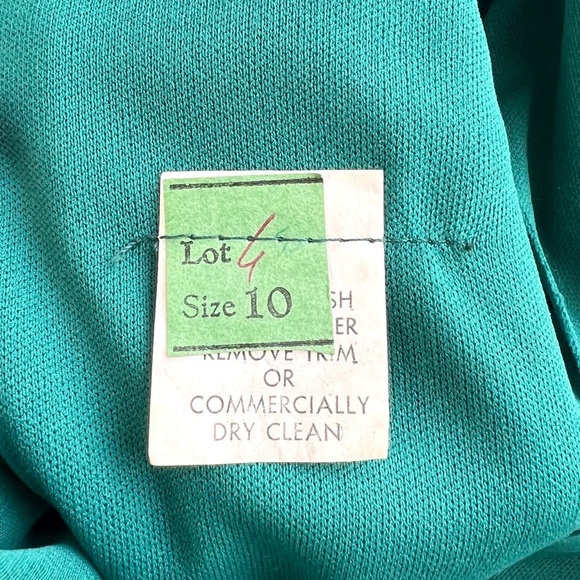 Lot 4
Size 10
SH
ER
REMOVE TRIM
OR
COMMERCIALLY
DRY CLEAN